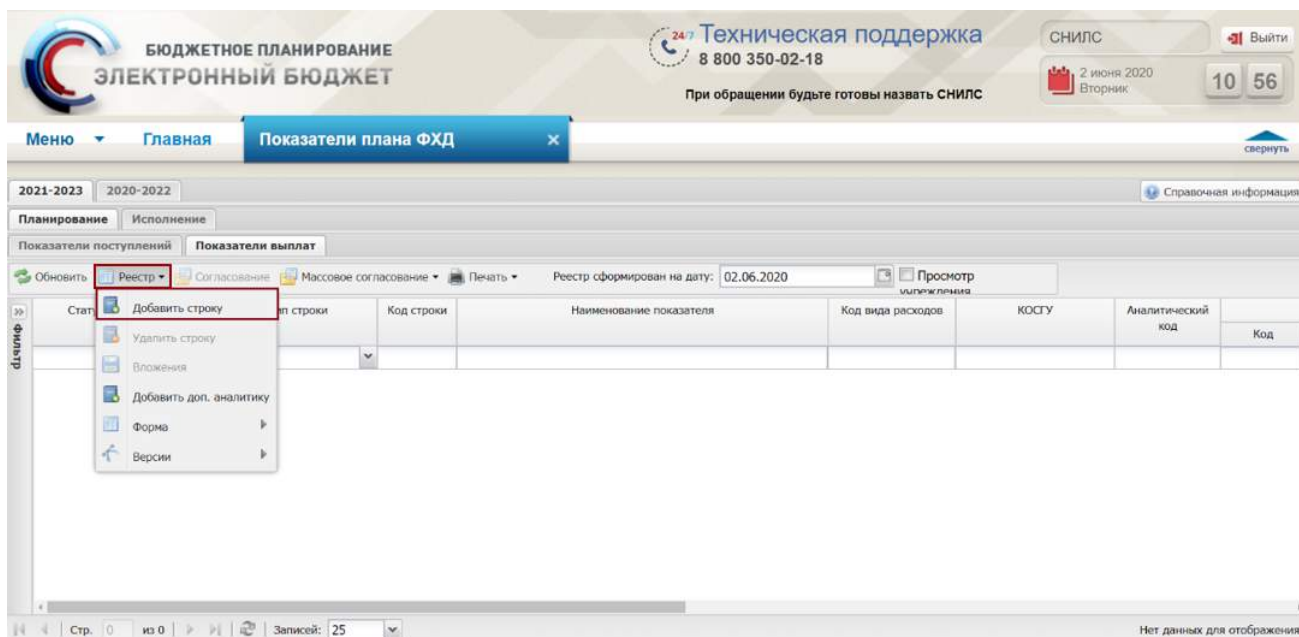 БЮДЖЕТНОЕ ПЛАНИРОВАНИЕ
ЭЛЕКТРОННЫЙ БЮДЖЕТ
24/7 Техническая поддержка
8 800 350-02-18
При обращении будьте готовы назвать СНИЛС
СНИЛС
Выйти
2 июня 2020
Вторник
10 56
Меню Главная Показатели плана ФХД
свернуть
2021-2023 2020-2022 Справочная информация
Планирование Исполнение
Показатели поступлений Показатели выплат
Обновить Реестр Согласование Массовое согласование Печать Реестр сформирован на дату: 02.06.2020 Просмотр
учреждения
Фильтр
Стату ип строки Код строки Наименование показателя Код вида расходов КОСГУ Аналитический
код
Код
Добавить строку
Удалить строку
Вложения
Добавить доп. аналитику
Форма
Версии
Стр. 0 из 0 Записей: 25 Нет данных для отображения